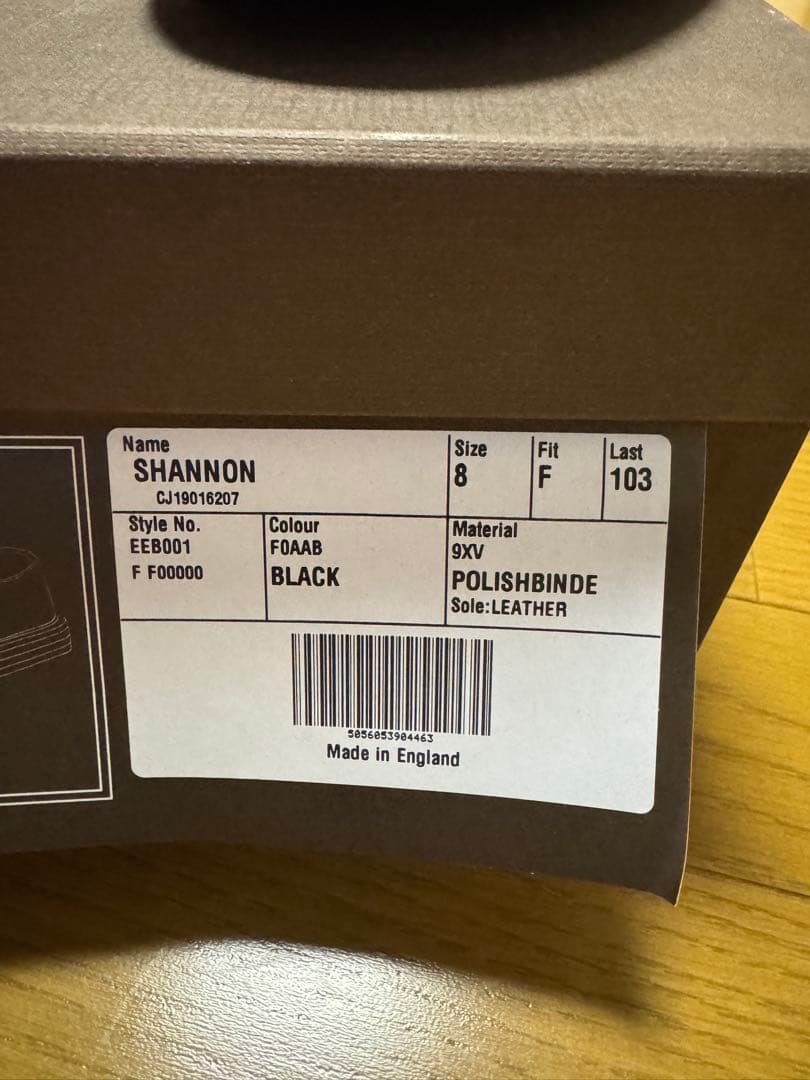 Name
SHANNON
CJ19016207
Size
8
Fit
F
Last
103
Style No.
EEB001
F F00000
Colour
F0AAB
BLACK
Material
9XV
POLISHBINDE
Sole:LEATHER
5056053904463
Made in England